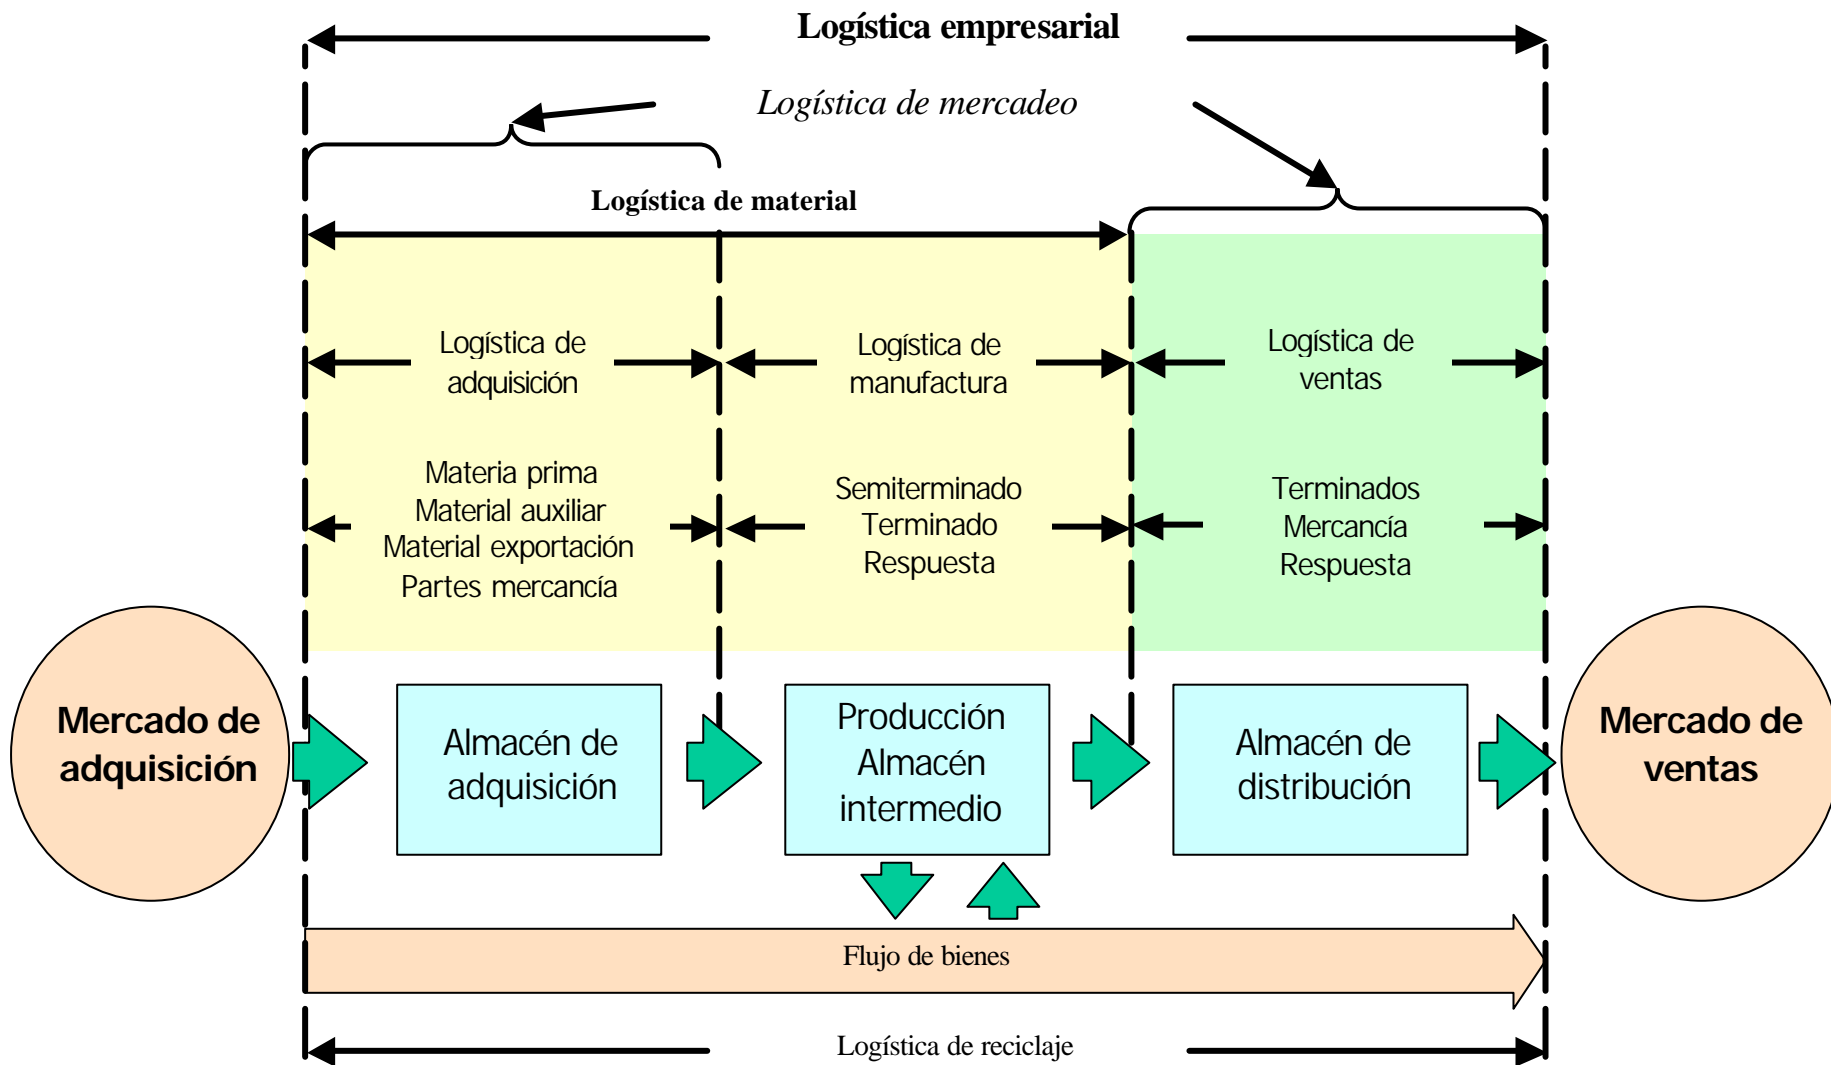 Logística empresarial
Logística de mercadeo
Logística de material
Logística de
adquisición
Logística de
manufactura
Logística de
ventas
Materia prima
Material auxiliar
Material exportación
Partes mercancía
Semiterminado
Terminado
Respuesta
Terminados
Mercancía
Respuesta
Mercado de
adquisición
Almacén de
adquisición
Producción
Almacén
intermedio
Almacén de
distribución
Mercado de
ventas
Flujo de bienes
Logística de reciclaje